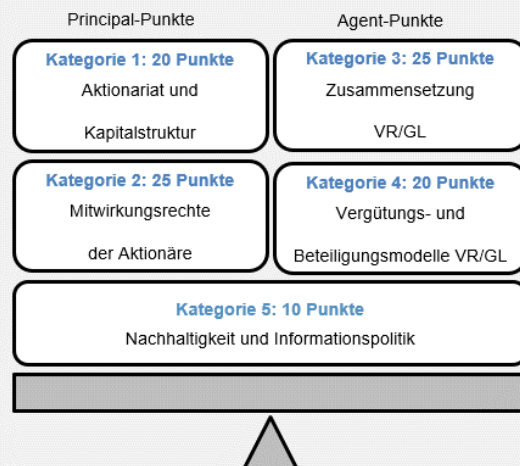 Principal-Punkte
Agent-Punkte
Kategorie 1: 20 Punkte
Aktionariat und
Kapitalstruktur
Kategorie 3: 25 Punkte
Zusammensetzung
VR/GL
Kategorie 2: 25 Punkte
Mitwirkungsrechte
der Aktionäre
Kategorie 4: 20 Punkte
Vergütungs- und
Beteiligungsmodelle VR/GL
Kategorie 5: 10 Punkte
Nachhaltigkeit und Informationspolitik